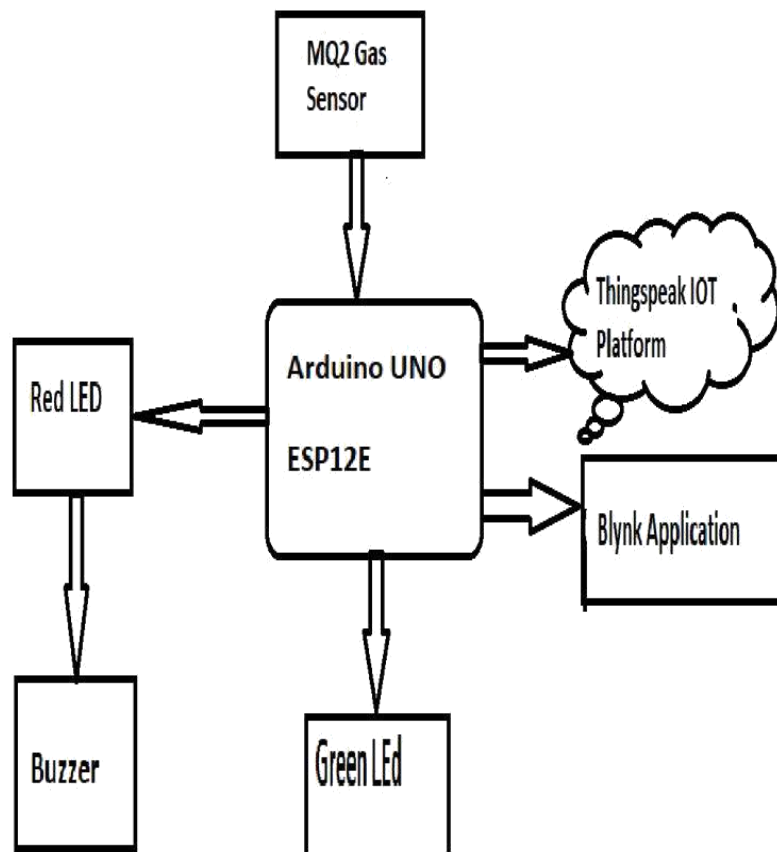 MQ2 Gas
Sensor
Thingspeak IOT
Platform
Arduino UNO
ESP12E
Red LED
Blynk Application
Buzzer
Green LEd